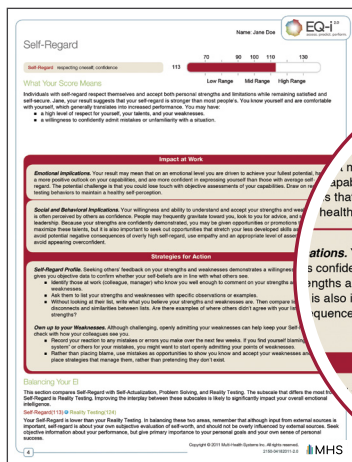 Name: Jane Doe
EQ-i 2.0
Self-Regard
70 90 100 110 130
Self-Regard respecting oneself; confidence 113
Low Range Mid Range High Range
What Your Score Means
Individuals with self-regard respect themselves and accept both personal strengths and limitations while remaining satisfied and
self-secure. Jane, your result suggests that your self-regard is stronger than most people's. You know yourself and are comfortable
with yourself, which generally translates into increased performance. You may have:
■ a high level of respect for yourself, your talents, and your weaknesses.
■ a willingness to confidently admit mistakes or unfamiliarity with a situation.
Impact at Work
Emotional Implications. Your result may mean that on an emotional level you are driven to achieve your fullest potential,
a more positive outlook on your capabilities, and are more confident in expressing yourself than those with average self-
regard. The potential challenge is that you could lose touch with objective assessments of your capabilities. Draw on
testing behaviors to maintain a healthy self-perception.
Social and Behavioral Implications. Your willingness and ability to understand and accept your strengths and
is often perceived by others as confidence. People may frequently gravitate toward you, look to you for advice, and
leadership. Because your strengths are confidently demonstrated, you may be given opportunities or promotions
maximize these talents, but it is also important to seek out opportunities that stretch your less developed skills
avoid potential negative consequences of overly high self-regard, use empathy and an appropriate level of
avoid appearing overconfident.
Strategies for Action
Self-Regard Profile. Seeking others' feedback on your strengths and weaknesses demonstrates a willingness
gives you objective data to confirm whether your self-beliefs are in line with what others see.
■ Identify those at work (colleague, manager) who know you well enough to comment on your strengths
weaknesses.
■ Ask them to list your strengths and weaknesses with specific observations or examples.
■ Without looking at their list, write what you believe your strengths and weaknesses are. Then compare
disconnects and similarities between lists. Are there examples of where others didn't agree with your
strengths?
Own up to your Weaknesses. Although challenging, openly admitting your weaknesses can help keep your
check with how your colleagues see you.
■ Record your reaction to any mistakes or errors you make over the next few weeks. If you find yourself blaming
system" or others for your mistakes, you might want to start openly admitting your points of weaknesses.
■ Rather than placing blame, use mistakes as opportunities to show you know and accept your weaknesses
place strategies that manage them, rather than pretending they don't exist.
Balancing Your EI
This section compares Self-Regard with Self-Actualization, Problem Solving, and Reality Testing. The subscale that differs the most from
Self-Regard is Reality Testing. Improving the interplay between these subscales is likely to significantly impact your overall emotional
intelligence.
Self-Regard(113) Reality Testing(124)
Your Self-Regard is lower than your Reality Testing. In balancing these two areas, remember that although input from external sources is
important, self-regard is about your own subjective evaluation of self-worth, and should not be overly influenced by external sources. Seek
objective information about your performance, but give primary importance to your personal goals and your own sense of personal
success.
4
Copyright © 2011 Multi-Health Systems Inc. All rights reserved.
MHS